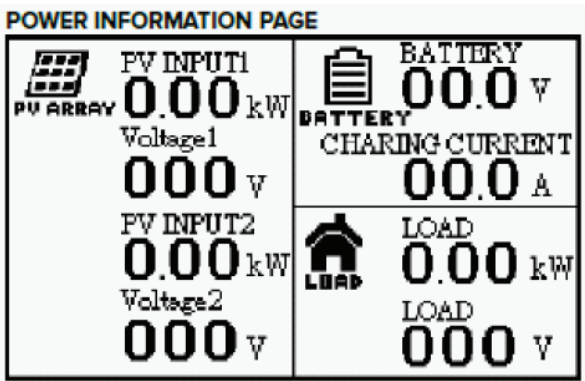 POWER INFORMATION PAGE
PV ARRAY
PV INPUT1
0.00 kW
Voltage1
000 V
PV INPUT2
0.00 kW
Voltage2
000 V
BATTERY
BATTERY
00.0 V
CHARING CURRENT
00.0 A
LOAD
LOAD
0.00 kW
LOAD
000 V